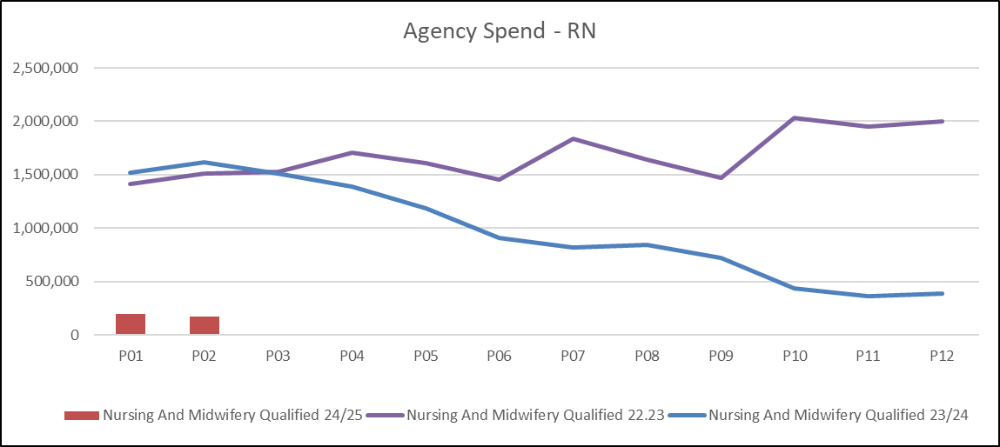 Agency Spend - RN
2,500,000
2,000,000
1,500,000
1,000,000
500,000
0
P01 P02 P03 P04 P05 P06 P07 P08 P09 P10 P11 P12
Nursing And Midwifery Qualified 24/25 Nursing And Midwifery Qualified 22.23 Nursing And Midwifery Qualified 23/24